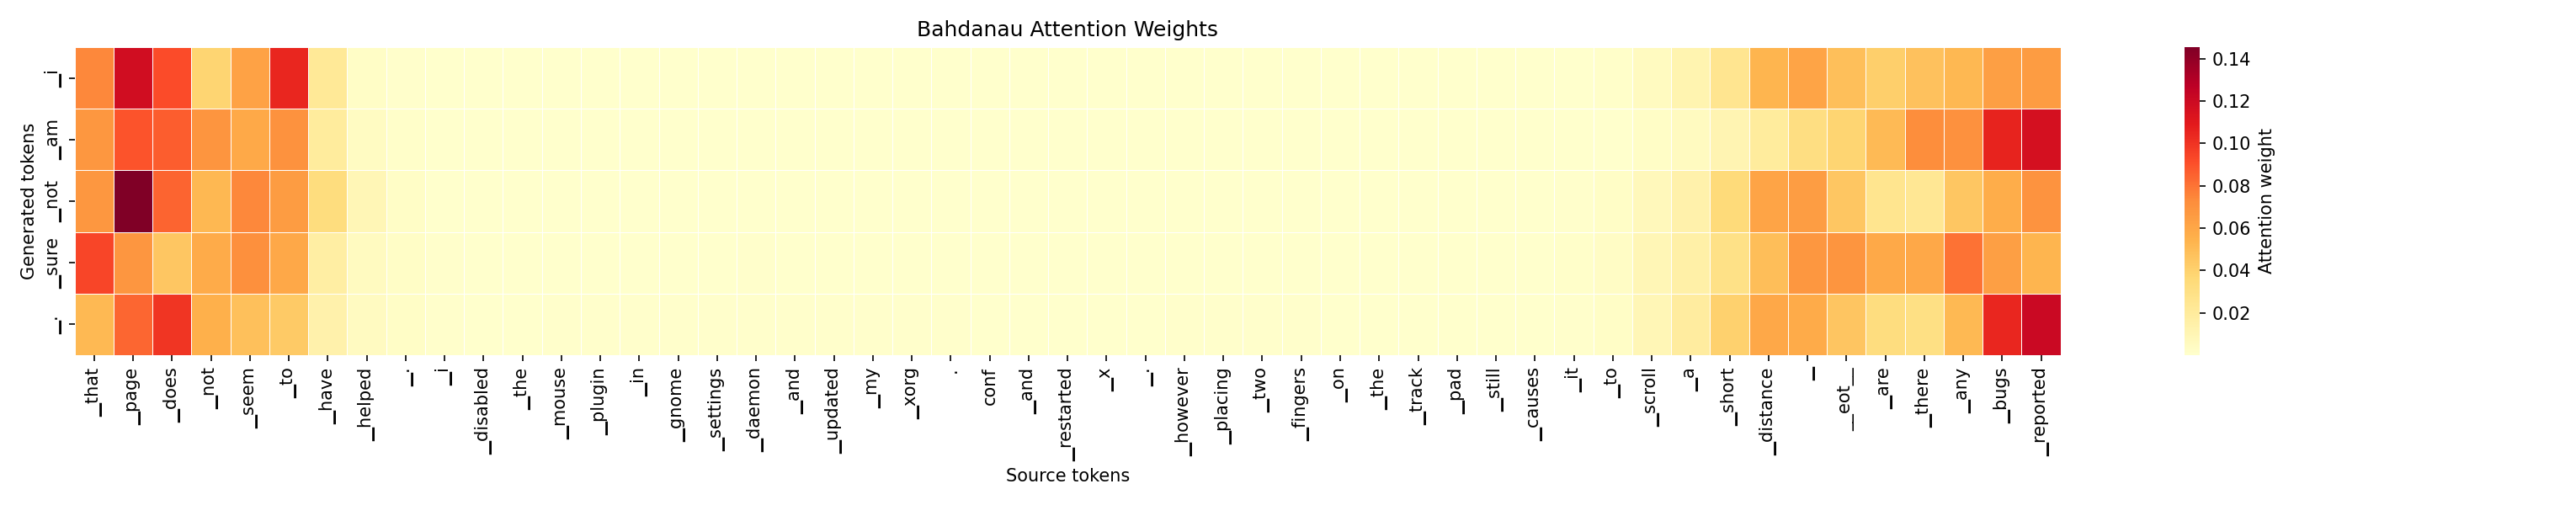 Bahdanau Attention Weights
Generated tokens
_i
_am
_not
_sure
_.
_that
_page
_does
_not
_seem
_to
_have
_helped
_.
_i
_disabled
_the
_mouse
_plugin
_in
_gnome
_settings
_daemon
_and
_updated
_my
_xorg
.
conf
_and
_restarted
_x
_.
_however
_placing
_two
_fingers
_on
_the
_track
_pad
_still
_causes
_it
_to
_scroll
_a
_short
_distance
_
__eot__
_are
_there
_any
_bugs
_reported
Source tokens
0.14
0.12
0.10
0.08
0.06
0.04
0.02
Attention weight